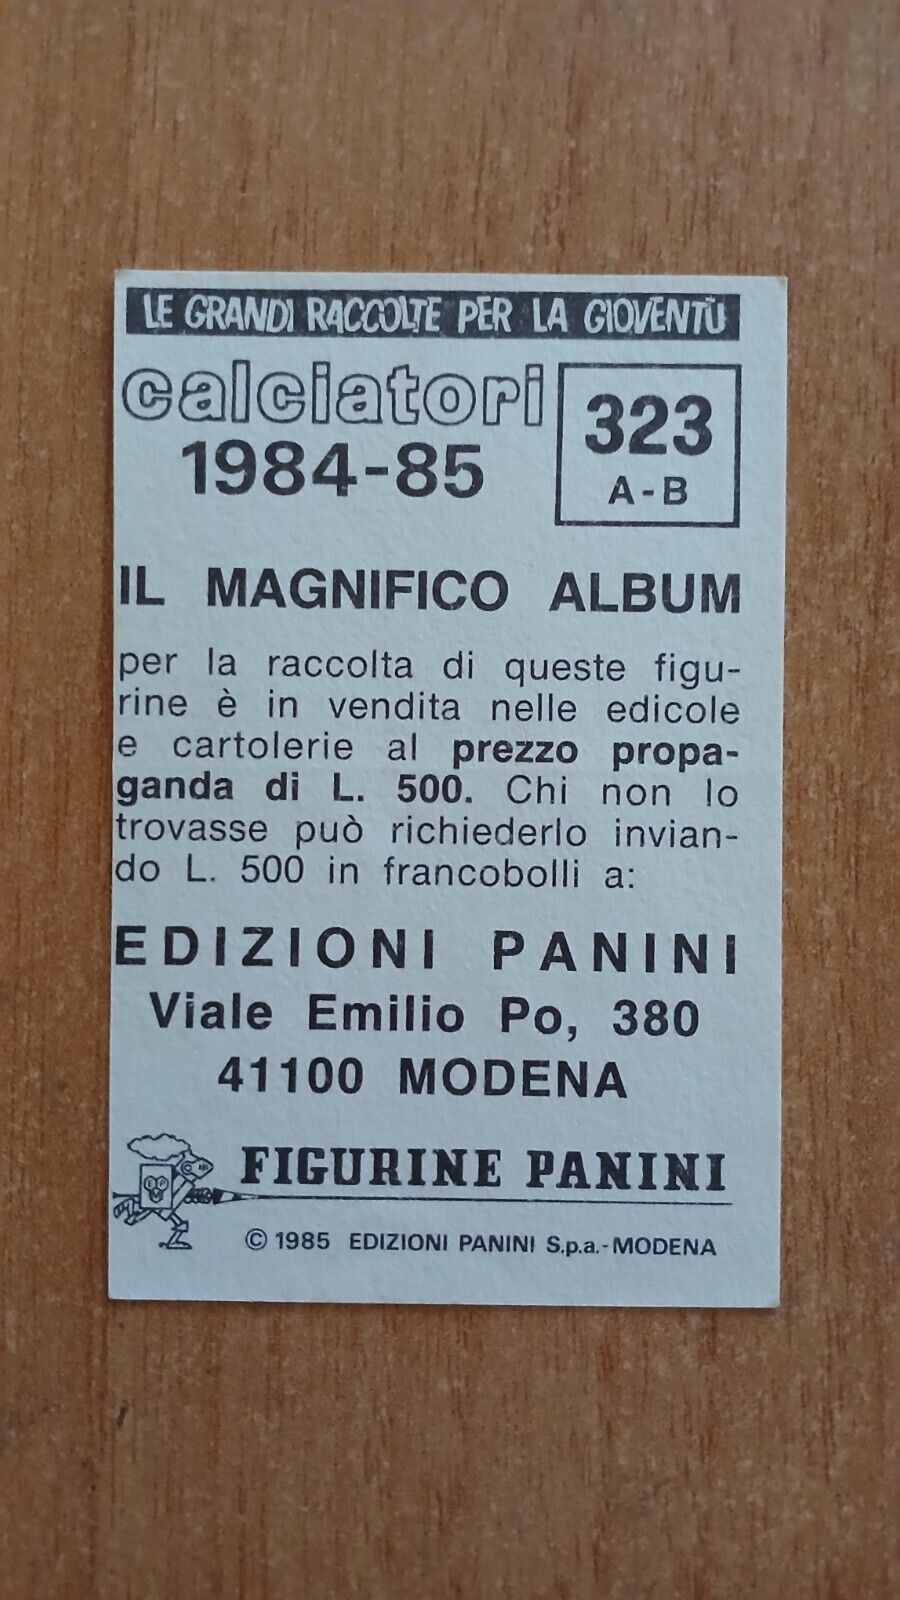 LE GRANDI RACCOLTE PER LA GIOVENTÙ
calciatori
1984-85
323
A-B
IL MAGNIFICO ALBUM
per la raccolta di queste figu-
rine è in vendita nelle edicole
e cartolerie al prezzo propa-
ganda di L. 500. Chi non lo
trovasse può richiederlo invian-
do L. 500 in francobolli a:
EDIZIONI PANINI
Viale Emilio Po, 380
41100 MODENA
FIGURINE PANINI
© 1985 EDIZIONI PANINI S.p.a.-MODENA